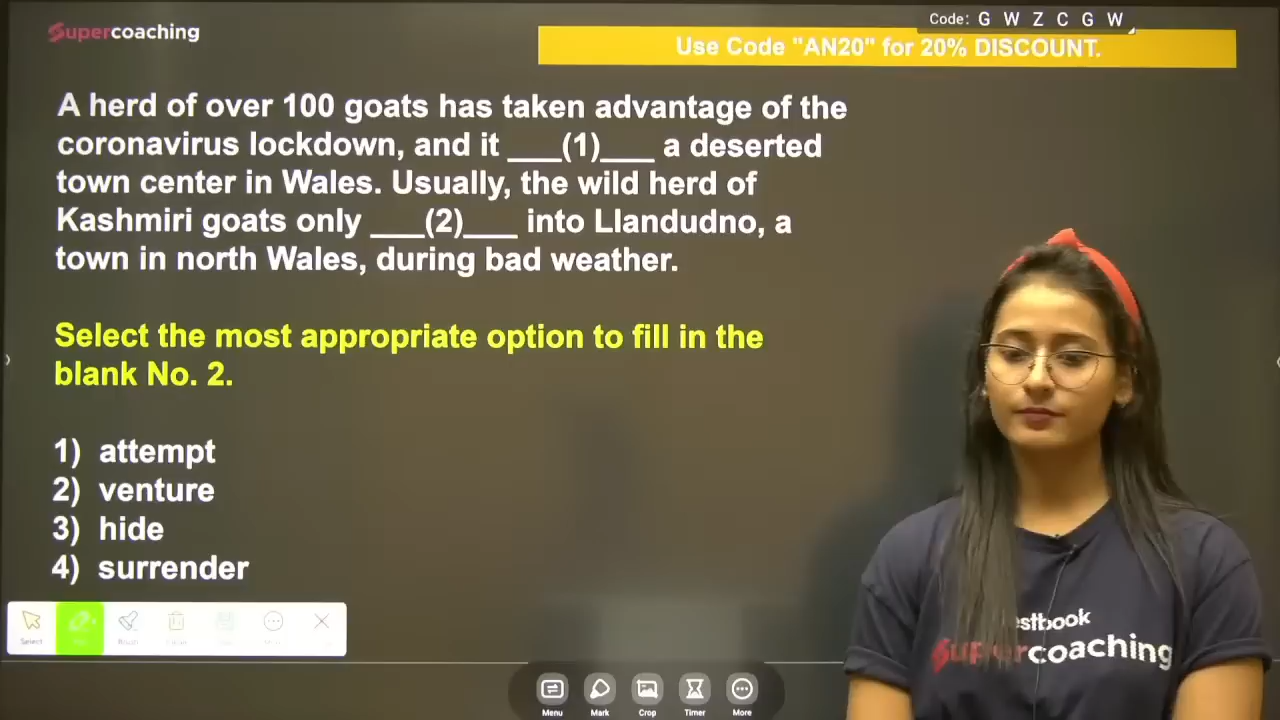 Supercoaching
Code: G W Z C G W
Use Code "AN20" for 20% DISCOUNT.
A herd of over 100 goats has taken advantage of the
coronavirus lockdown, and it ___(1)___ a deserted
town center in Wales. Usually, the wild herd of
Kashmiri goats only ___(2)___ into Llandudno, a
town in north Wales, during bad weather.
Select the most appropriate option to fill in the
blank No. 2.
1) attempt
2) venture
3) hide
4) surrender
Select
estbook
Supercoaching
Menu Mark Crop Timer More